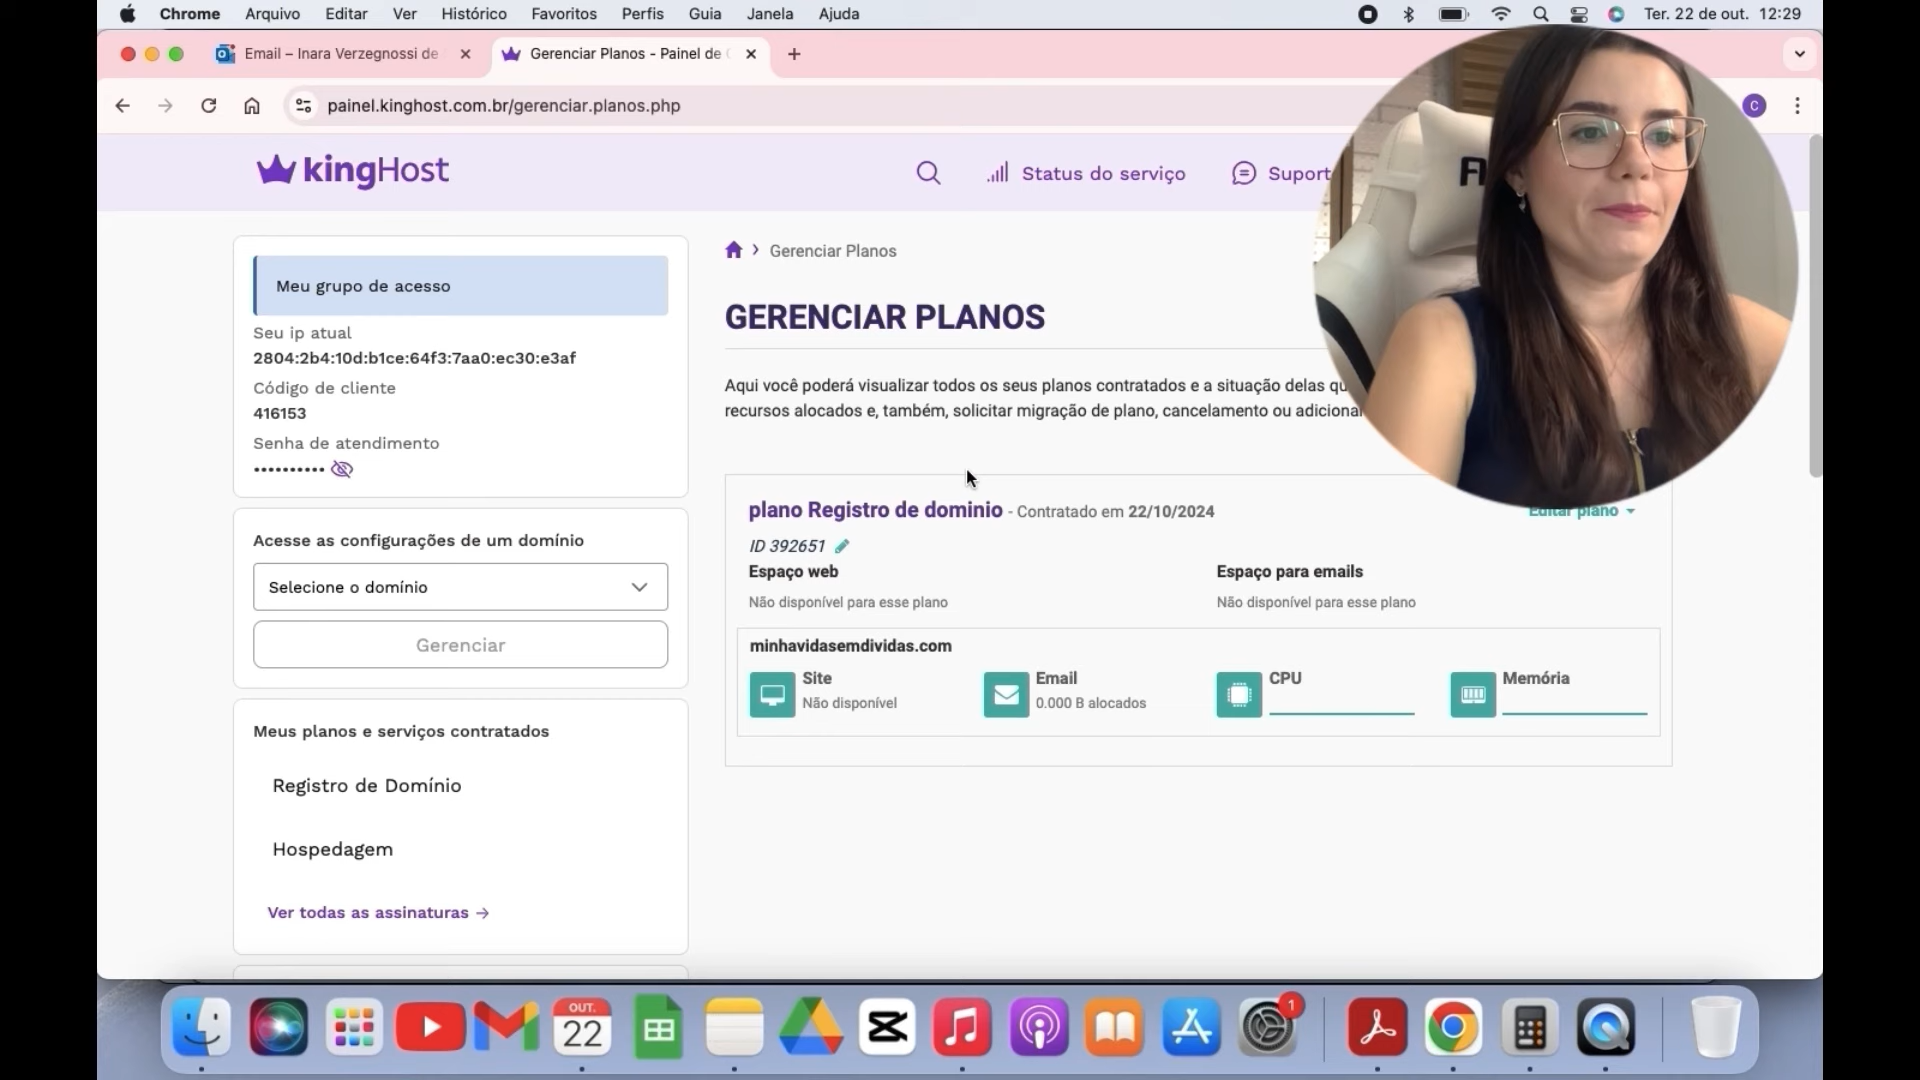 Chrome Arquivo Editar Ver Histórico Favoritos Perfis Guia Janela Ajuda Ter. 22 de out. 12:29
Email – Inara Verzegnossi de
Gerenciar Planos - Painel de
painel.kinghost.com.br/gerenciar.planos.php
C
kingHost
Status do serviço
Suport
Meu grupo de acesso
Seu ip atual
2804:2b4:10d:b1ce:64f3:7aa0:ec30:e3af
Código de cliente
416153
Senha de atendimento
Acesse as configurações de um domínio
Selecione o domínio
Gerenciar
Meus planos e serviços contratados
Registro de Domínio
Hospedagem
Ver todas as assinaturas →
Gerenciar Planos
GERENCIAR PLANOS
Aqui você poderá visualizar todos os seus planos contratados e a situação delas qu
recursos alocados e, também, solicitar migração de plano, cancelamento ou adicionar
plano Registro de dominio - Contratado em 22/10/2024
Editar plano
ID 392651
Espaço web
Não disponível para esse plano
Espaço para emails
Não disponível para esse plano
minhavidasemdividas.com
Site
Não disponível
Email
0.000 B alocados
CPU
Memória
OUT.
22
1